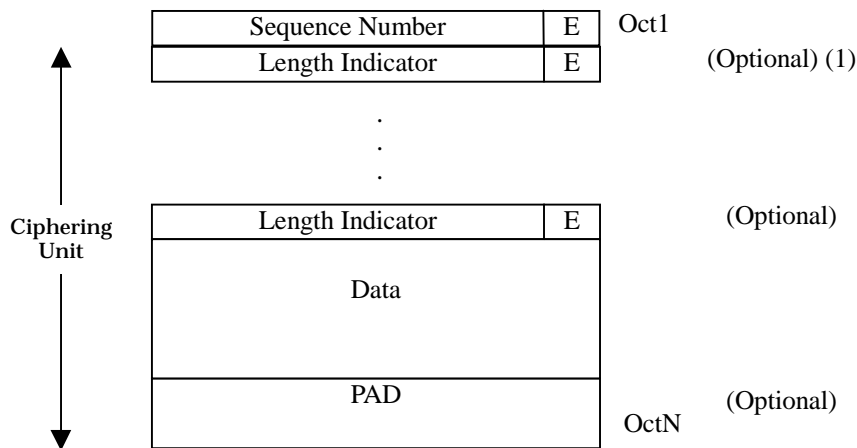 Sequence Number E Oct1
Length Indicator E (Optional) (1)
.
.
.
Length Indicator E (Optional)
Ciphering
Unit
Data
PAD (Optional)
OctN